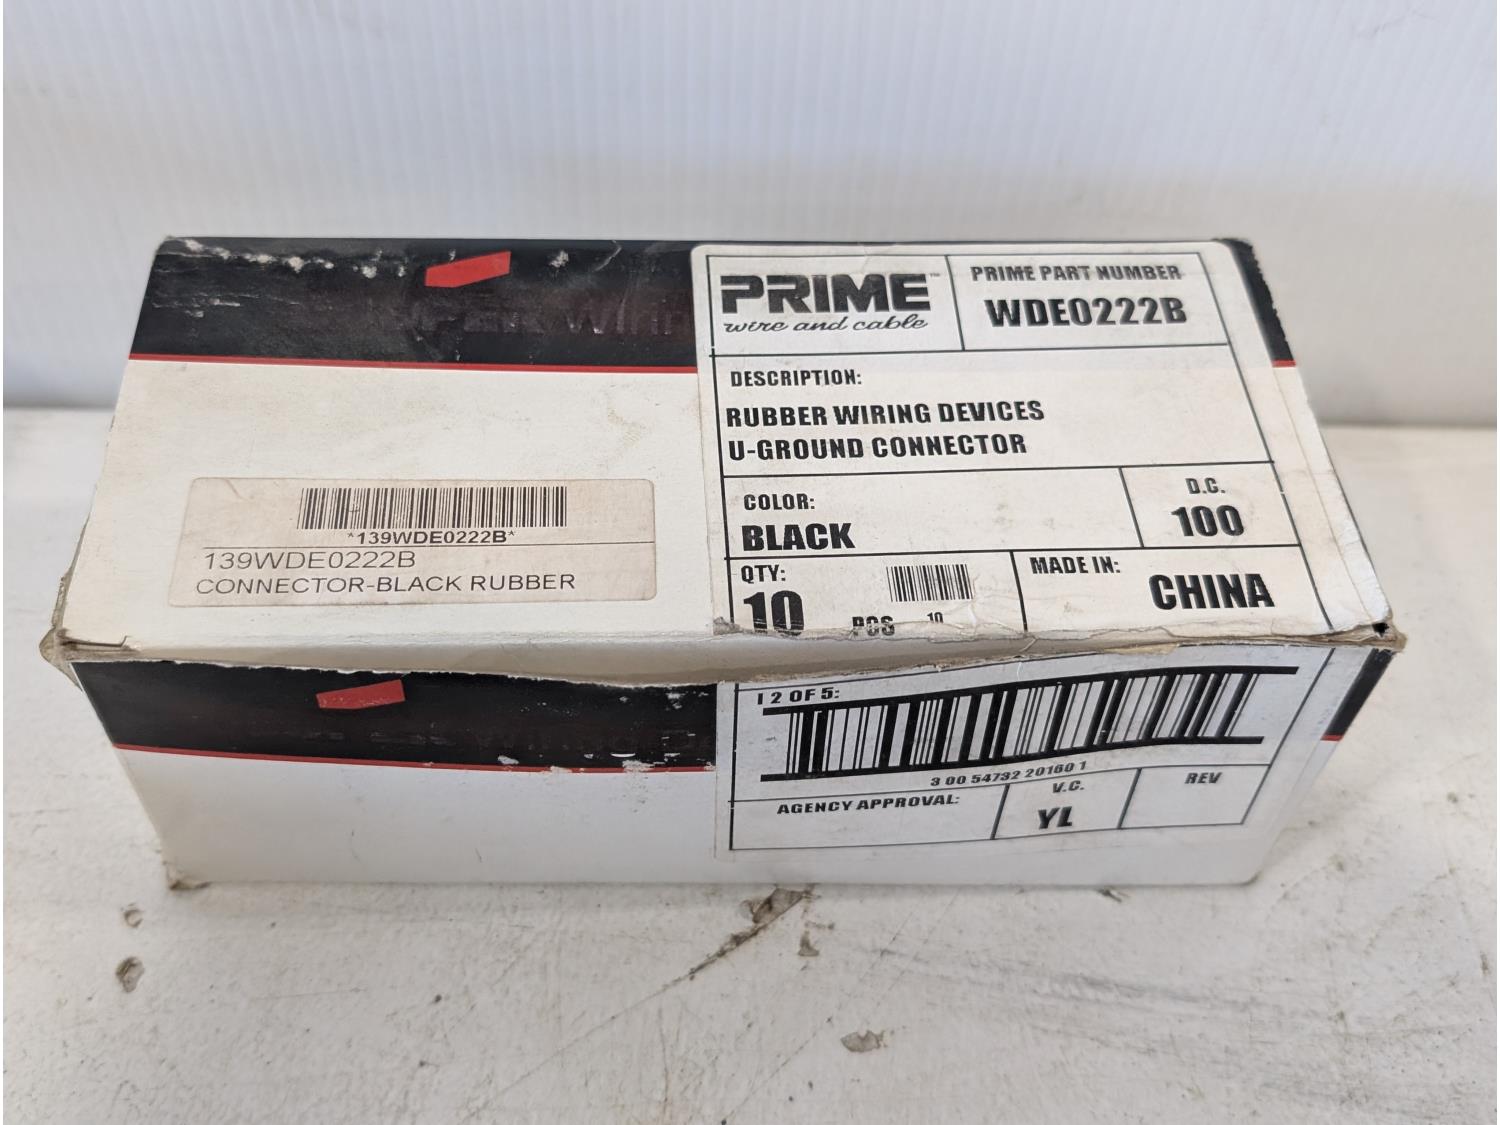 PRIME™
wire and cable
PRIME PART NUMBER
WDE0222B
DESCRIPTION:
RUBBER WIRING DEVICES
U-GROUND CONNECTOR
COLOR:
BLACK
D.C.
100
QTY:
10 PCS
10
MADE IN:
CHINA
*139WDE0222B*
139WDE0222B
CONNECTOR-BLACK RUBBER
I 2 OF 5:
3 00 54732 20160 1
AGENCY APPROVAL:
V.C.
YL
REV